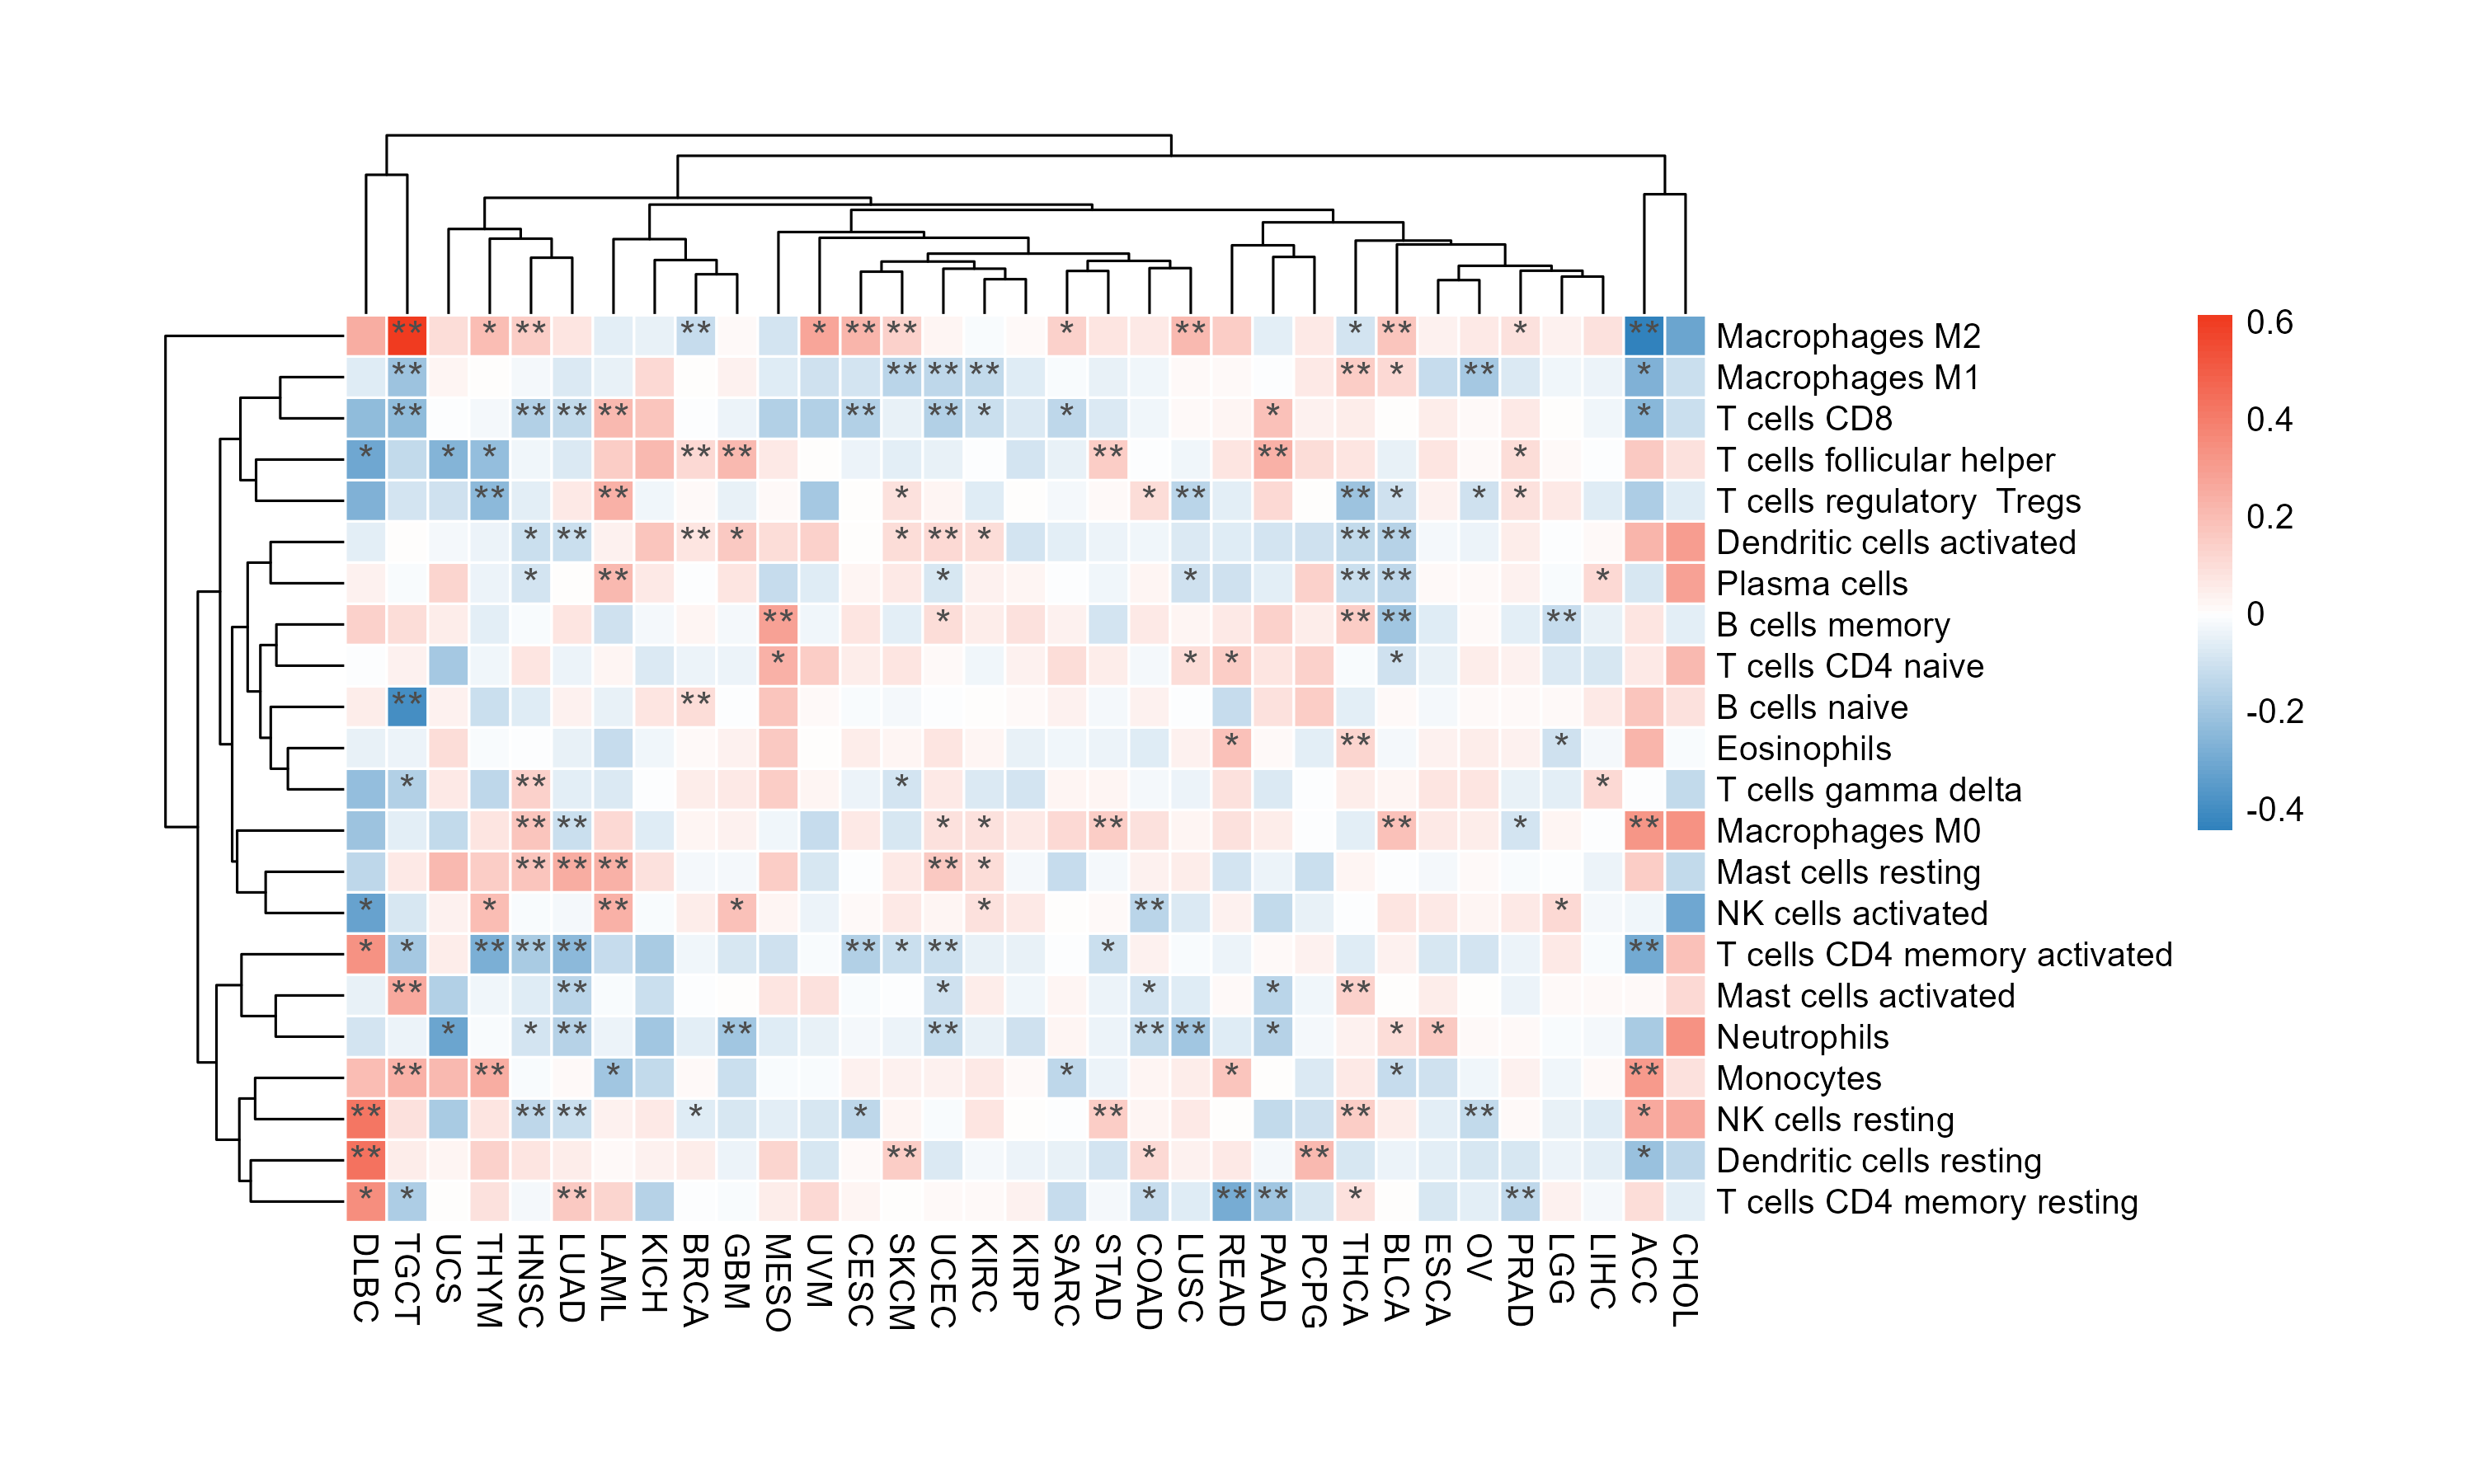 ** * ** ** * ** ** * ** * ** * **
** ** ** ** ** * ** *
** ** ** ** ** ** * * * *
* * * ** ** ** ** *
** ** * * ** ** * * *
* ** ** * * ** * ** **
* ** * * ** ** *
** * ** ** **
* * * *
** **
* ** *
* ** * *
** ** * * ** ** * **
** ** ** ** *
* * ** * * ** *
* * ** ** ** ** * ** * **
** ** * * * **
* * ** ** ** ** ** * * *
** ** * * * * **
** ** ** * * ** ** ** *
** ** * ** *
* * ** * ** ** * **
Macrophages M2
Macrophages M1
T cells CD8
T cells follicular helper
T cells regulatory  Tregs
Dendritic cells activated
Plasma cells
B cells memory
T cells CD4 naive
B cells naive
Eosinophils
T cells gamma delta
Macrophages M0
Mast cells resting
NK cells activated
T cells CD4 memory activated
Mast cells activated
Neutrophils
Monocytes
NK cells resting
Dendritic cells resting
T cells CD4 memory resting
DLBC
TGCT
UCS
THYM
HNSC
LUAD
LAML
KICH
BRCA
GBM
MESO
UVM
CESC
SKCM
UCEC
KIRC
KIRP
SARC
STAD
COAD
LUSC
READ
PAAD
PCPG
THCA
BLCA
ESCA
OV
PRAD
LGG
LIHC
ACC
CHOL
0.6
0.4
0.2
0
-0.2
-0.4